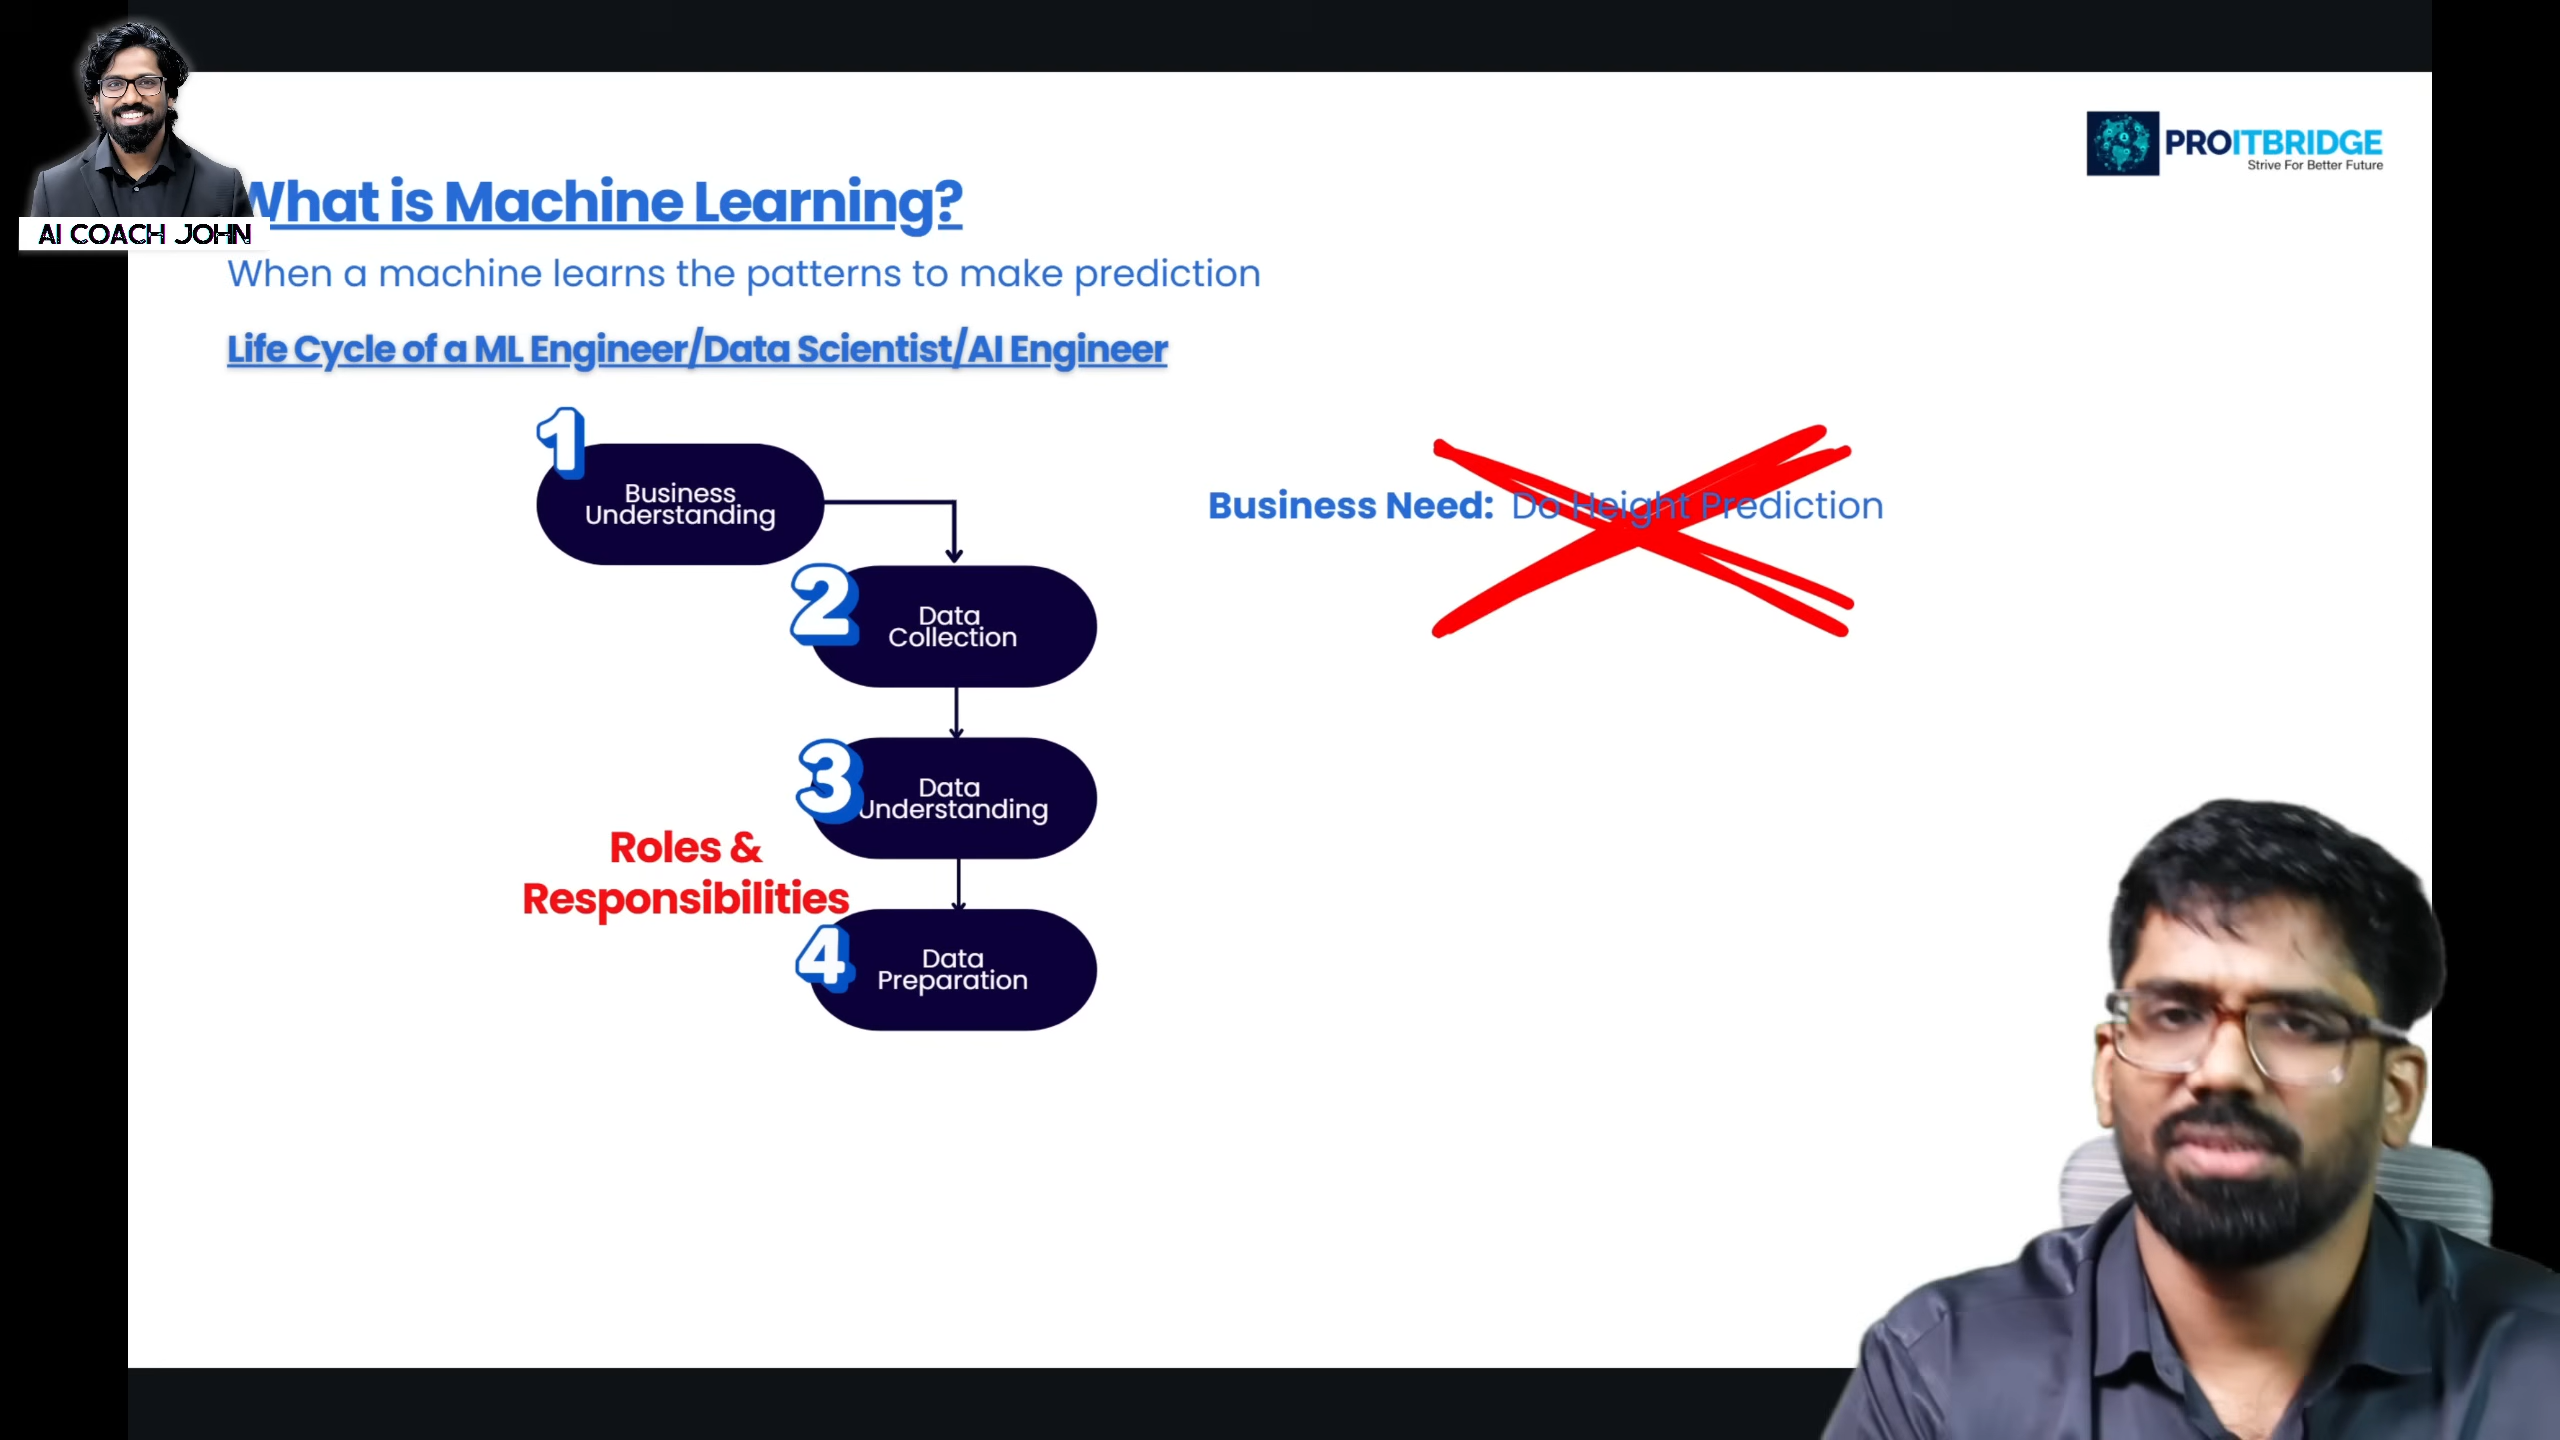 PROITBRIDGE
Strive For Better Future
What is Machine Learning?
AI COACH JOHN
When a machine learns the patterns to make prediction
Life Cycle of a ML Engineer/Data Scientist/AI Engineer
1
Business
Understanding
Business Need: Do Height Prediction
2
Data
Collection
3
Data
Understanding
Roles &
Responsibilities
4
Data
Preparation